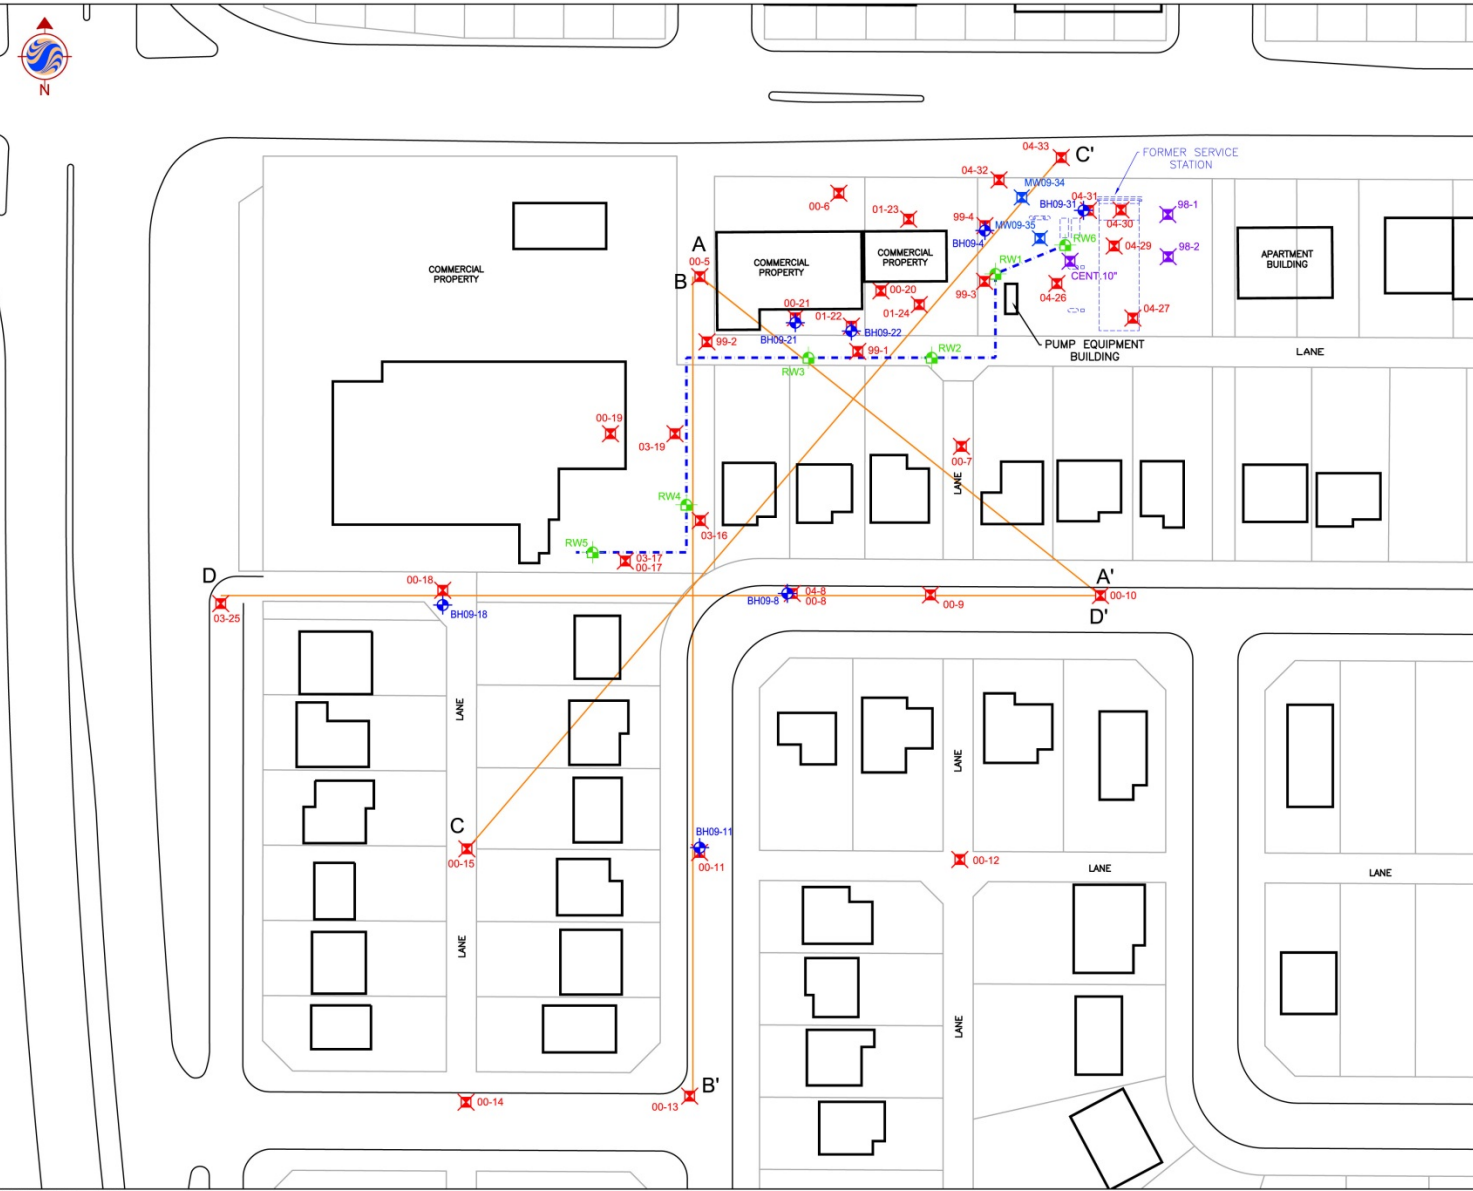 N
04-33
C'
FORMER SERVICE
STATION
04-32
MW09-34
00-6
04-31
BH09-31
98-1
01-23
99-4
04-30
MW09-35
RW6
BH09-4
04-29
98-2
A
COMMERCIAL
PROPERTY
COMMERCIAL
PROPERTY
COMMERCIAL
PROPERTY
APARTMENT
BUILDING
00-5
RW1
B
CENT.10"
99-3
00-20
04-26
00-21
01-22
01-24
04-27
BH09-21
BH09-22
99-2
99-1
RW2
PUMP EQUIPMENT
BUILDING
LANE
RW3
00-19
03-19
00-7
LANE
RW4
03-16
RW5
03-17
00-17
D
00-18
A'
04-8
BH09-8
00-8
00-9
00-10
03-25
BH09-18
D'
LANE
LANE
C
BH09-11
00-15
00-11
00-12
LANE
LANE
LANE
LANE
B'
00-14
00-13